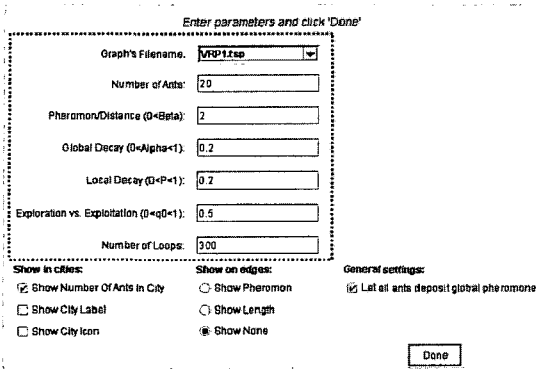 Enter parameters and click 'Done'
Graph's Filename. VRP1.tsp
Number of Ants: 20
Pheromon/Distance (0<Beta): 2
Global Decay (0<Alpha<1): 0.2
Local Decay (0<P<1): 0.2
Exploration vs. Exploitation (0<q0<1): 0.5
Number of Loops: 300
Show in cities: Show on edges: General settings:
Show Number Of Ants In City Show Pheromon Let all ants deposit global pheromone
Show City Label Show Length
Show City Icon Show None
Done